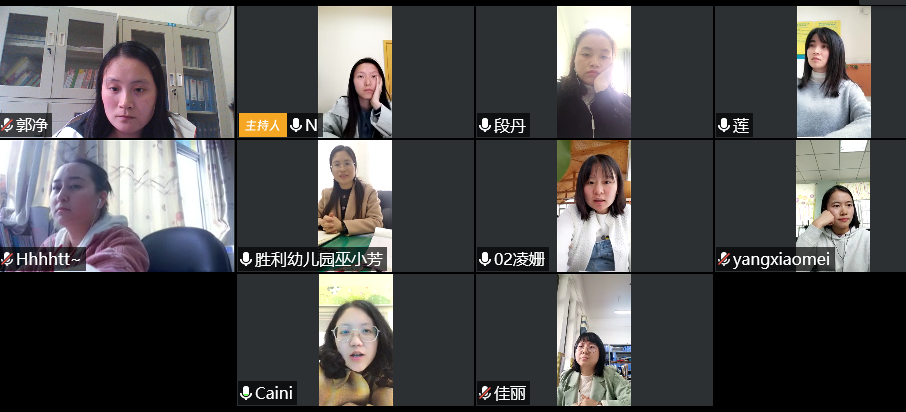 郭净
主持人 N
段丹
莲
Hhhhtt~
胜利幼儿园巫小芳
02凌姗
yangxiaomei
Caini
佳丽